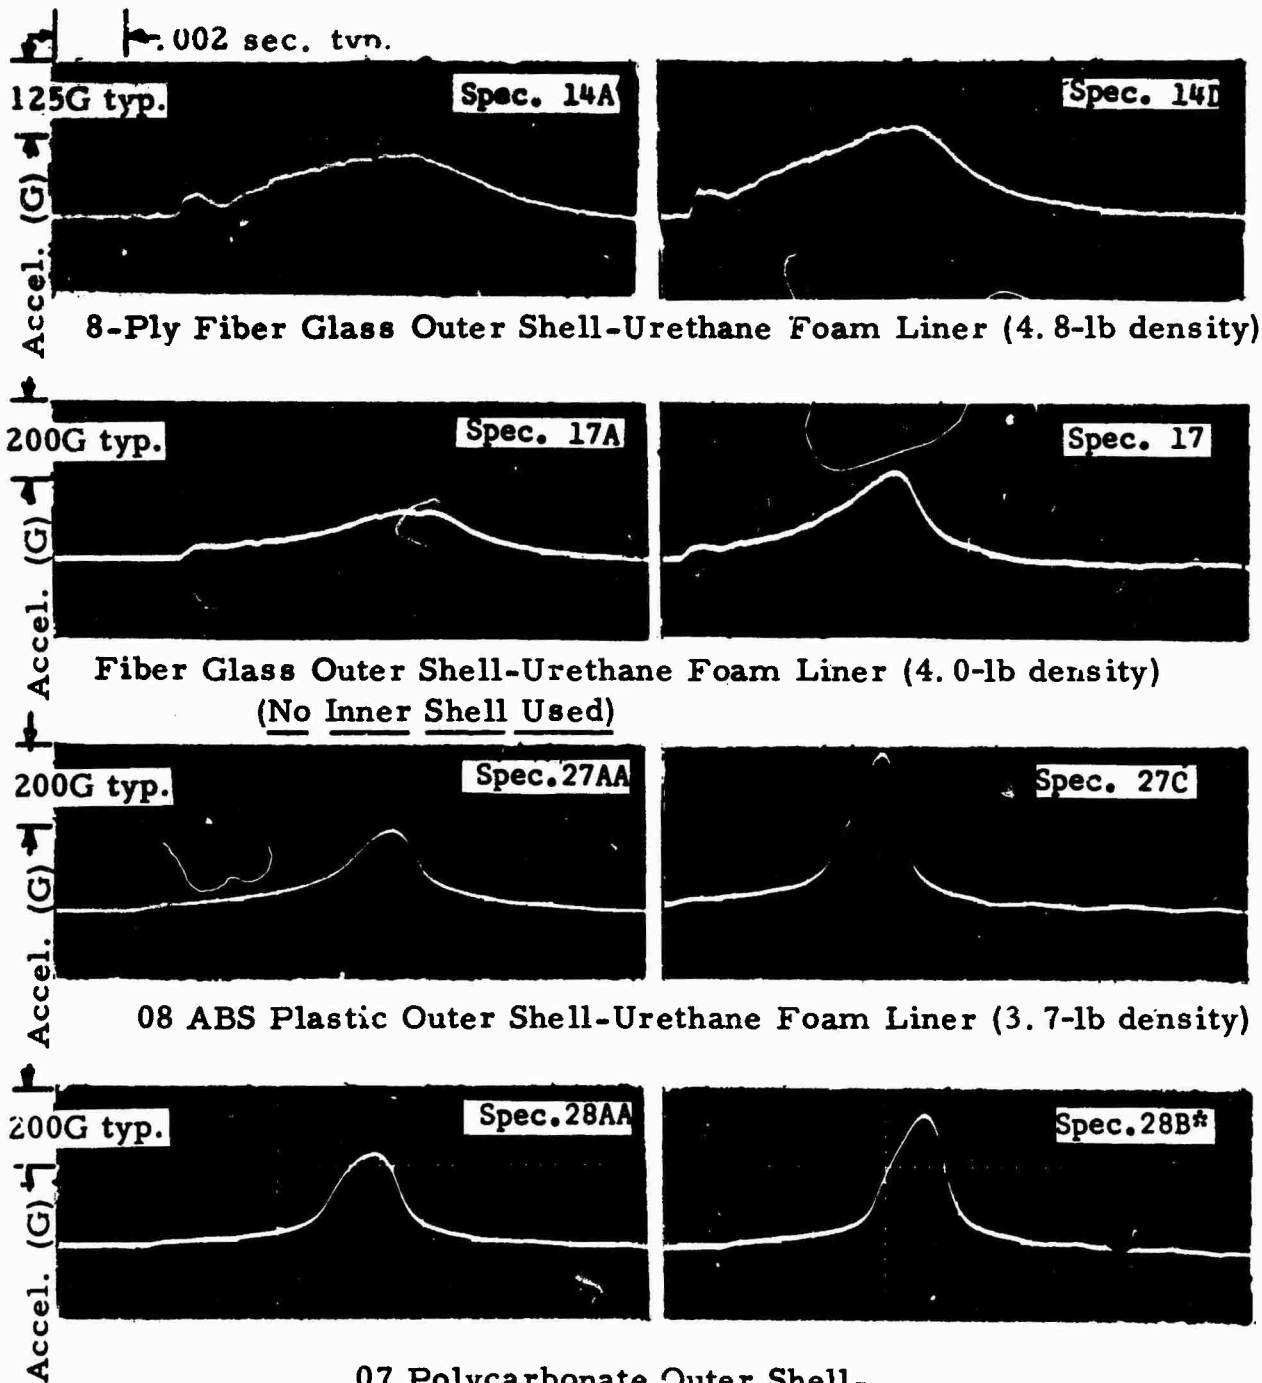 .002 sec. typ.
125G typ.
Spec. 14A
Spec. 14D
Accel. (G)
8-Ply Fiber Glass Outer Shell-Urethane Foam Liner (4.8-lb density)
200G typ.
Spec. 17A
Spec. 17
Accel. (G)
Fiber Glass Outer Shell-Urethane Foam Liner (4.0-lb density)
(No Inner Shell Used)
200G typ.
Spec.27AA
Spec. 27C
Accel. (G)
08 ABS Plastic Outer Shell-Urethane Foam Liner (3.7-lb density)
200G typ.
Spec.28AA
Spec.28B*
Accel. (G)
07 Polycarbonate Outer Shell-